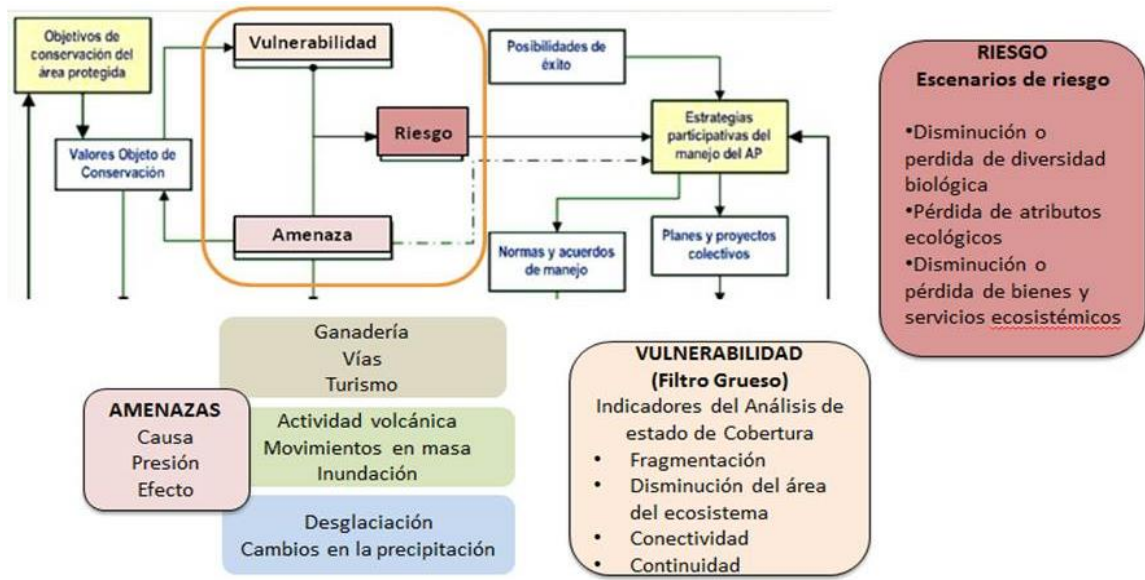 Objetivos de
conservación del
área protegida
Vulnerabilidad
Posibilidades de
éxito
Riesgo
Estrategias
participativas del
manejo del AP
Valores Objeto de
Conservación
Amenaza
Normas y acuerdos
de manejo
Planes y proyectos
colectivos
RIESGO
Escenarios de riesgo
•Disminución o
perdida de diversidad
biológica
•Pérdida de atributos
ecológicos
•Disminución o
pérdida de bienes y
servicios ecosistémicos
AMENAZAS
Causa
Presión
Efecto
Ganadería
Vías
Turismo
Actividad volcánica
Movimientos en masa
Inundación
Desglaciación
Cambios en la precipitación
VULNERABILIDAD
(Filtro Grueso)
Indicadores del Análisis de
estado de Cobertura
• Fragmentación
• Disminución del área
del ecosistema
• Conectividad
• Continuidad